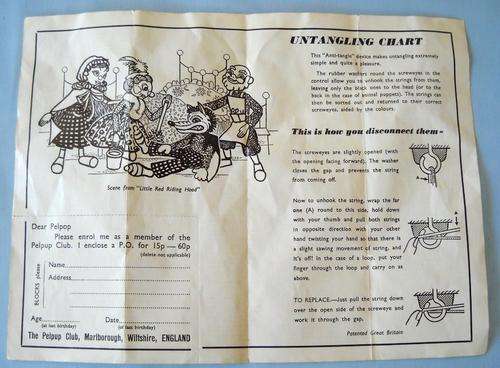 UNTANGLING CHART
This "Anti-tangle" device makes untangling extremely
simple and quite a pleasure.
The rubber washers round the screweyes in the
control allow you to unhook the strings from them,
leaving only the black ones to the head (or to the
back in the case of animal puppets). The strings can
then be sorted out and returned to their correct
screweyes, aided by the colours.
This is how you disconnect them-
The screweyes are slightly opened (with
the opening facing forward). The washer
closes the gap and prevents the string
from coming off.
Now to unhook the string, wrap the far
one (A) round to this side, hold down
with your thumb and pull both strings
in opposite direction with your other
hand twisting your hand so that there is
a slight sawing movement of string, and
it's off! in the case of a loop, put your
finger through the loop and carry on as
above.
A
TO REPLACE.—Just pull the string down
over the open side of the screweye and
work it through the gap.
Patented Great Britain
Scene from "Little Red Riding Hood"
Dear Pelpop
Please enrol me as a member of the
Pelpup Club. I enclose a P.O. for 15p — 60p
(delete not applicable)
BLOCKS please
Name
Address
Age
Date
(at last birthday)
(of last birthday)
The Pelpup Club, Marlborough, Wiltshire, ENGLAND